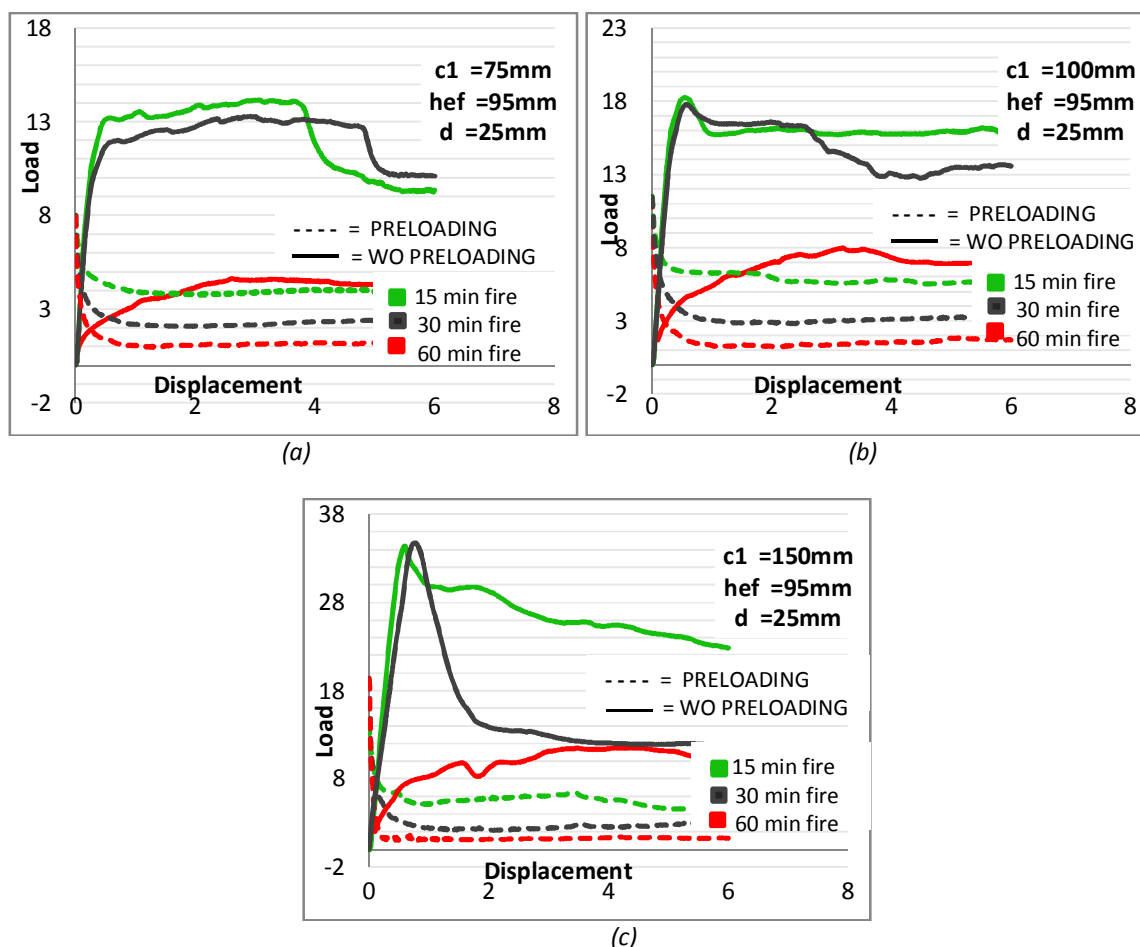 18
13
8
3
-2
Load
c1 =75mm
hef =95mm
d =25mm
= PRELOADING
= WO PRELOADING
15 min fire
30 min fire
60 min fire
Displacement
0
2
4
6
8
(a)
23
18
13
8
3
-2
Load
c1 =100mm
hef =95mm
d =25mm
= PRELOADING
= WO PRELOADING
15 min fire
30 min fire
60 min fire
Displacement
0
2
4
6
8
(b)
38
28
18
8
-2
Load
c1 =150mm
hef =95mm
d =25mm
= PRELOADING
= WO PRELOADING
15 min fire
30 min fire
60 min fire
Displacement
0
2
4
6
8
(c)